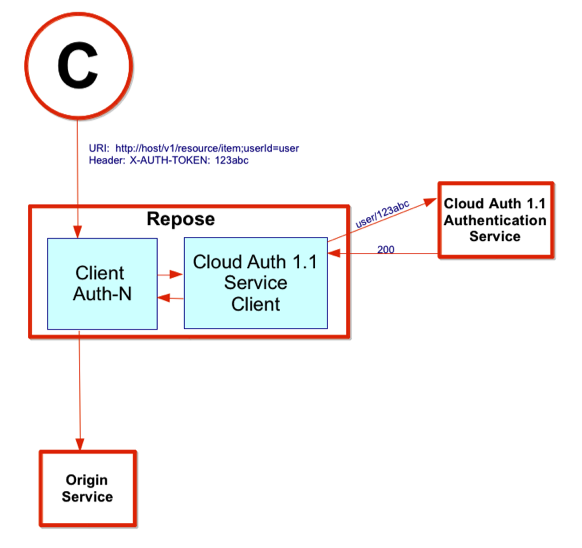 C
URI:  http://host/v1/resource/item;userId=user
Header: X-AUTH-TOKEN: 123abc
Repose
Client
Auth-N
Cloud Auth 1.1
Service
Client
user/123abc
200
Cloud Auth 1.1
Authentication
Service
Origin
Service